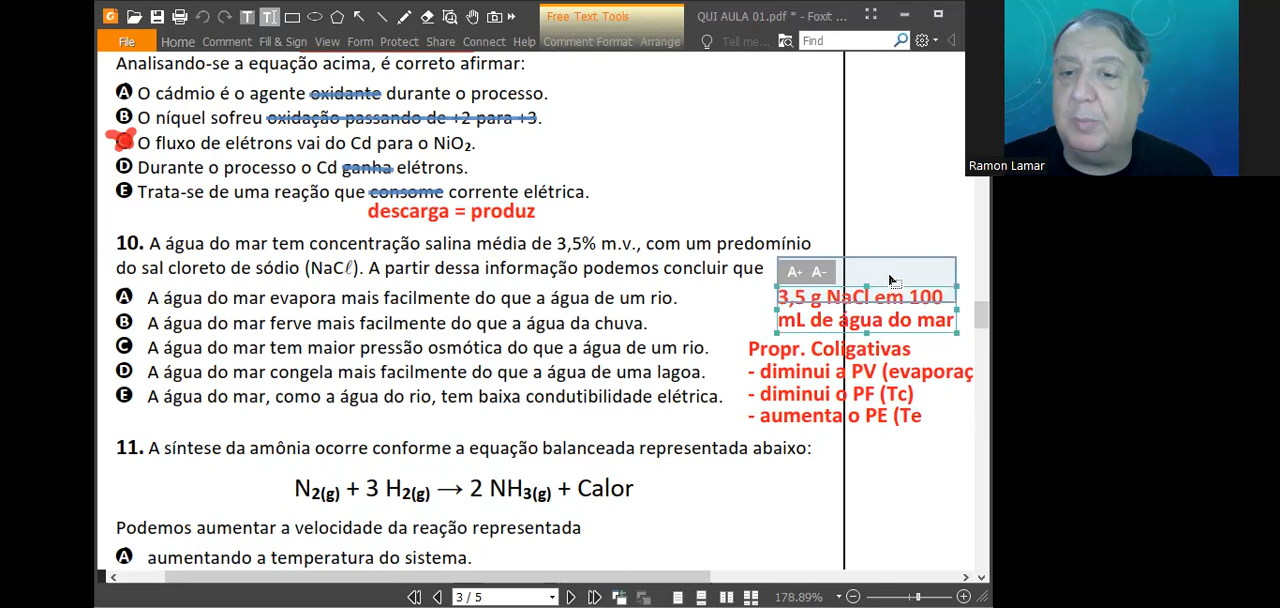 Free Text Tools
QUI AULA 01.pdf * - Foxit ...
File Home Comment Fill & Sign View Form Protect Share Connect Help Comment Format Arrange Tell me... Find
Analisando-se a equação acima, é correto afirmar:
A O cádmio é o agente oxidante durante o processo.
B O níquel sofreu oxidação passando de +2 para +3.
O fluxo de elétrons vai do Cd para o NiO₂.
D Durante o processo o Cd ganha elétrons.
E Trata-se de uma reação que consome corrente elétrica.
descarga = produz
10. A água do mar tem concentração salina média de 3,5% m.v., com um predomínio
do sal cloreto de sódio (NaCℓ). A partir dessa informação podemos concluir que
A A água do mar evapora mais facilmente do que a água de um rio.
B A água do mar ferve mais facilmente do que a água da chuva.
C A água do mar tem maior pressão osmótica do que a água de um rio.
D A água do mar congela mais facilmente do que a água de uma lagoa.
E A água do mar, como a água do rio, tem baixa condutibilidade elétrica.
A+ A-
3,5 g NaCl em 100
mL de água do mar
Propr. Coligativas
- diminui a PV (evaporaç
- diminui o PF (Tc)
- aumenta o PE (Te
11. A síntese da amônia ocorre conforme a equação balanceada representada abaixo:
N₂(g) + 3 H₂(g) → 2 NH₃(g) + Calor
Podemos aumentar a velocidade da reação representada
A aumentando a temperatura do sistema.
3 / 5 178.89%
Ramon Lamar